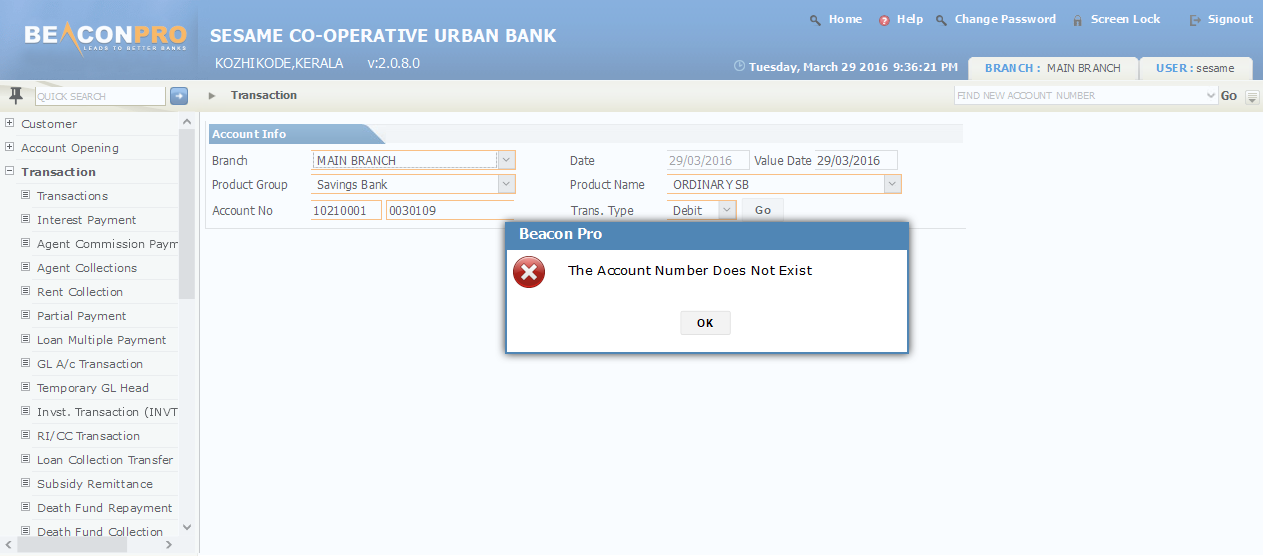 Home Help Change Password Screen Lock Signout
BEACONPRO
LEADS TO BETTER BANKS
SESAME CO-OPERATIVE URBAN BANK
KOZHIKODE,KERALA v:2.0.8.0
Tuesday, March 29 2016 9:36:21 PM BRANCH : MAIN BRANCH USER : sesame
QUICK SEARCH Transaction FIND NEW ACCOUNT NUMBER Go
Customer
Account Opening
Transaction
Transactions
Interest Payment
Agent Commission Paym
Agent Collections
Rent Collection
Partial Payment
Loan Multiple Payment
GL A/c Transaction
Temporary GL Head
Invst. Transaction (INVT
RI/CC Transaction
Loan Collection Transfer
Subsidy Remittance
Death Fund Repayment
Death Fund Collection
Account Info
Branch MAIN BRANCH Date 29/03/2016 Value Date 29/03/2016
Product Group Savings Bank Product Name ORDINARY SB
Account No 10210001 0030109 Trans. Type Debit Go
Beacon Pro
The Account Number Does Not Exist
OK